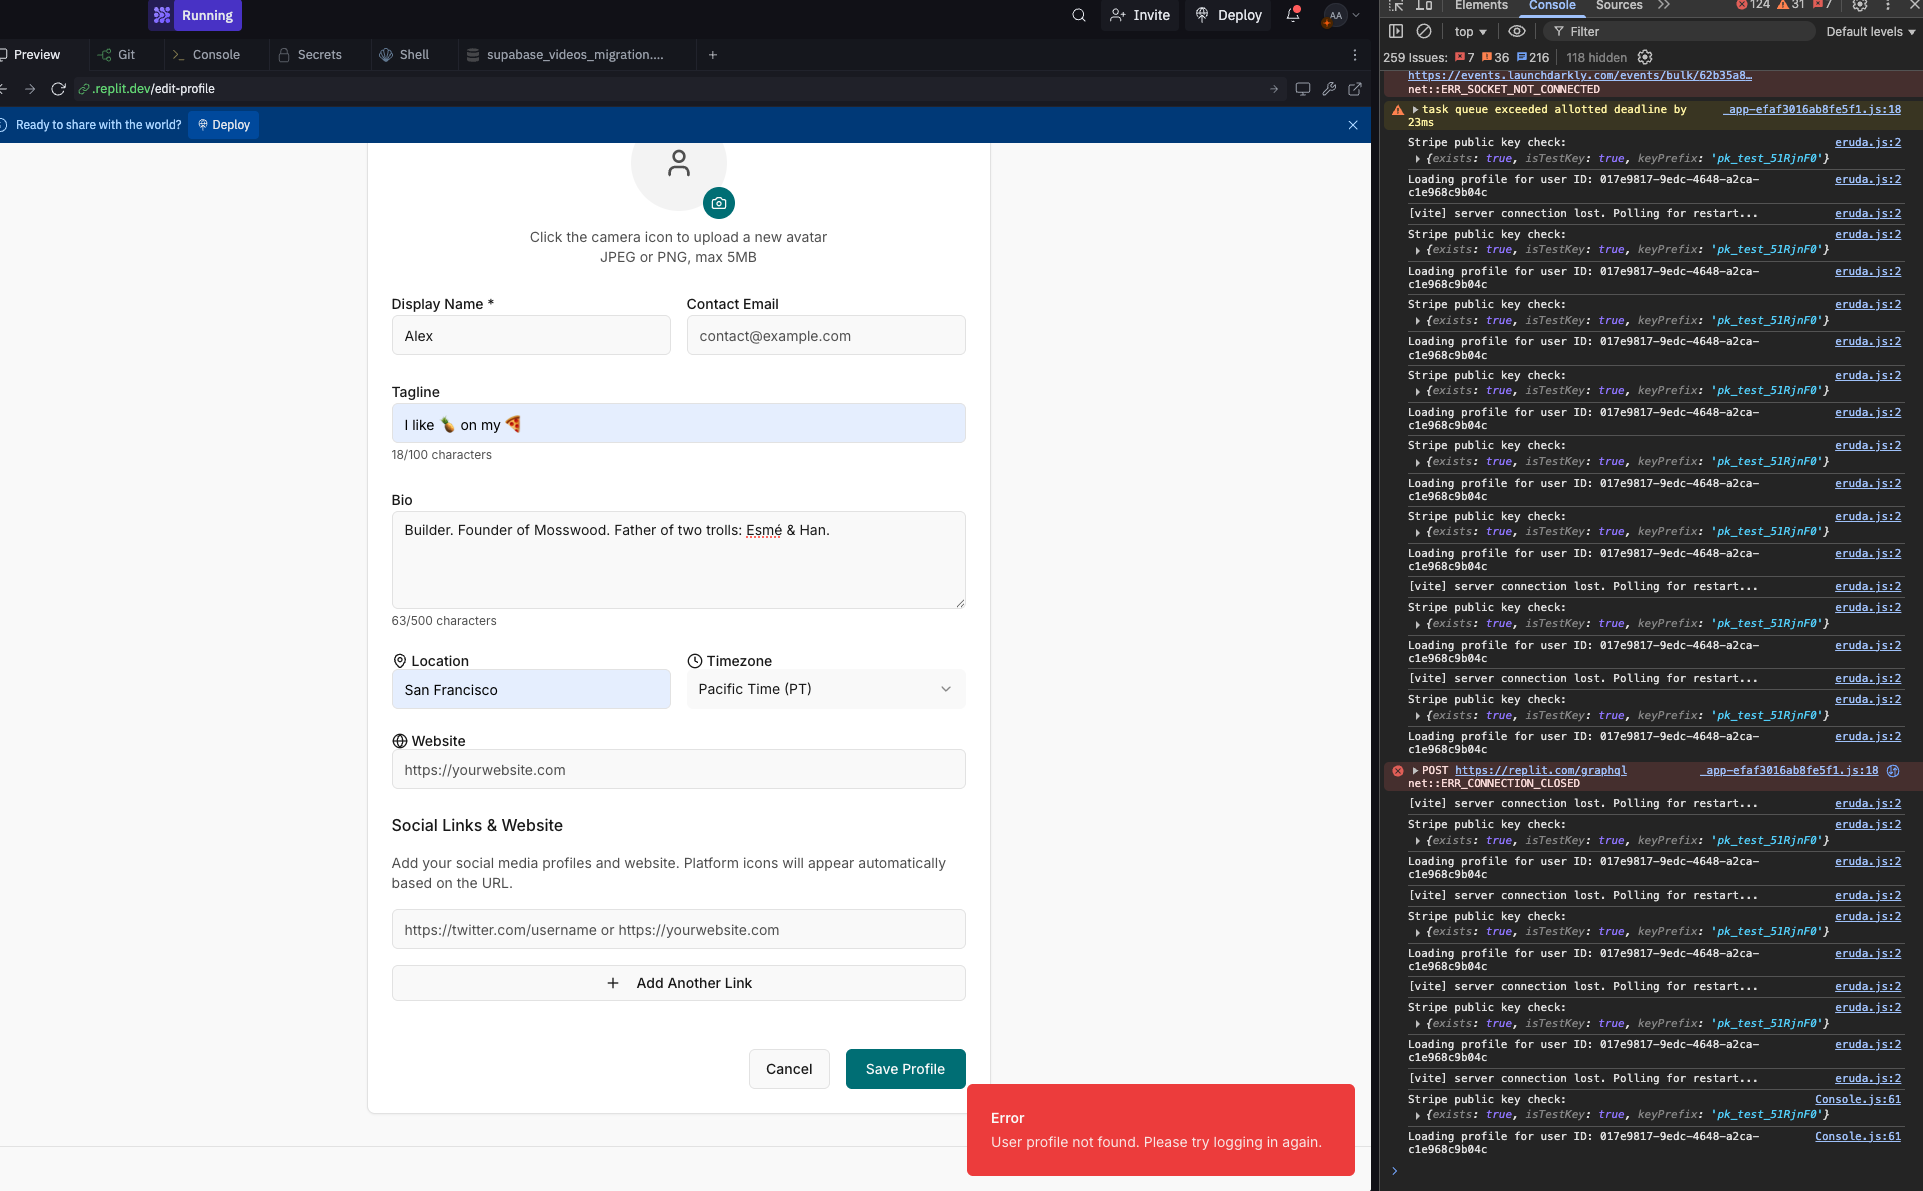 Running
Invite
Deploy
AA
Preview
Git
Console
Secrets
Shell
supabase_videos_migration....
.replit.dev/edit-profile
Ready to share with the world?
Deploy
Click the camera icon to upload a new avatar
JPEG or PNG, max 5MB
Display Name *
Contact Email
Alex
contact@example.com
Tagline
I like 🍍 on my 🍕
18/100 characters
Bio
Builder. Founder of Mosswood. Father of two trolls: Esmé & Han.
63/500 characters
Location
Timezone
San Francisco
Pacific Time (PT)
Website
https://yourwebsite.com
Social Links & Website
Add your social media profiles and website. Platform icons will appear automatically
based on the URL.
https://twitter.com/username or https://yourwebsite.com
+ Add Another Link
Cancel
Save Profile
Error
User profile not found. Please try logging in again.
Elements Console Sources 124 31 7
top Filter Default levels
259 Issues: 7 36 216 118 hidden
https://events.launchdarkly.com/events/bulk/62b35a8…
net::ERR_SOCKET_NOT_CONNECTED
task queue exceeded allotted deadline by _app-efaf3016ab8fe5f1.js:18
23ms
Stripe public key check: eruda.js:2
{exists: true, isTestKey: true, keyPrefix: 'pk_test_51RjnF0'}
Loading profile for user ID: 017e9817-9edc-4648-a2ca- eruda.js:2
c1e968c9b04c
[vite] server connection lost. Polling for restart... eruda.js:2
Stripe public key check: eruda.js:2
{exists: true, isTestKey: true, keyPrefix: 'pk_test_51RjnF0'}
Loading profile for user ID: 017e9817-9edc-4648-a2ca- eruda.js:2
c1e968c9b04c
Stripe public key check: eruda.js:2
{exists: true, isTestKey: true, keyPrefix: 'pk_test_51RjnF0'}
Loading profile for user ID: 017e9817-9edc-4648-a2ca- eruda.js:2
c1e968c9b04c
Stripe public key check: eruda.js:2
{exists: true, isTestKey: true, keyPrefix: 'pk_test_51RjnF0'}
Loading profile for user ID: 017e9817-9edc-4648-a2ca- eruda.js:2
c1e968c9b04c
Stripe public key check: eruda.js:2
{exists: true, isTestKey: true, keyPrefix: 'pk_test_51RjnF0'}
Loading profile for user ID: 017e9817-9edc-4648-a2ca- eruda.js:2
c1e968c9b04c
Stripe public key check: eruda.js:2
{exists: true, isTestKey: true, keyPrefix: 'pk_test_51RjnF0'}
Loading profile for user ID: 017e9817-9edc-4648-a2ca- eruda.js:2
c1e968c9b04c
[vite] server connection lost. Polling for restart... eruda.js:2
Stripe public key check: eruda.js:2
{exists: true, isTestKey: true, keyPrefix: 'pk_test_51RjnF0'}
Loading profile for user ID: 017e9817-9edc-4648-a2ca- eruda.js:2
c1e968c9b04c
[vite] server connection lost. Polling for restart... eruda.js:2
Stripe public key check: eruda.js:2
{exists: true, isTestKey: true, keyPrefix: 'pk_test_51RjnF0'}
Loading profile for user ID: 017e9817-9edc-4648-a2ca- eruda.js:2
c1e968c9b04c
POST https://replit.com/graphql _app-efaf3016ab8fe5f1.js:18
net::ERR_CONNECTION_CLOSED
[vite] server connection lost. Polling for restart... eruda.js:2
Stripe public key check: eruda.js:2
{exists: true, isTestKey: true, keyPrefix: 'pk_test_51RjnF0'}
Loading profile for user ID: 017e9817-9edc-4648-a2ca- eruda.js:2
c1e968c9b04c
[vite] server connection lost. Polling for restart... eruda.js:2
Stripe public key check: eruda.js:2
{exists: true, isTestKey: true, keyPrefix: 'pk_test_51RjnF0'}
Loading profile for user ID: 017e9817-9edc-4648-a2ca- eruda.js:2
c1e968c9b04c
[vite] server connection lost. Polling for restart... eruda.js:2
Stripe public key check: eruda.js:2
{exists: true, isTestKey: true, keyPrefix: 'pk_test_51RjnF0'}
Loading profile for user ID: 017e9817-9edc-4648-a2ca- eruda.js:2
c1e968c9b04c
[vite] server connection lost. Polling for restart... eruda.js:2
Stripe public key check: Console.js:61
{exists: true, isTestKey: true, keyPrefix: 'pk_test_51RjnF0'}
Loading profile for user ID: 017e9817-9edc-4648-a2ca- Console.js:61
c1e968c9b04c